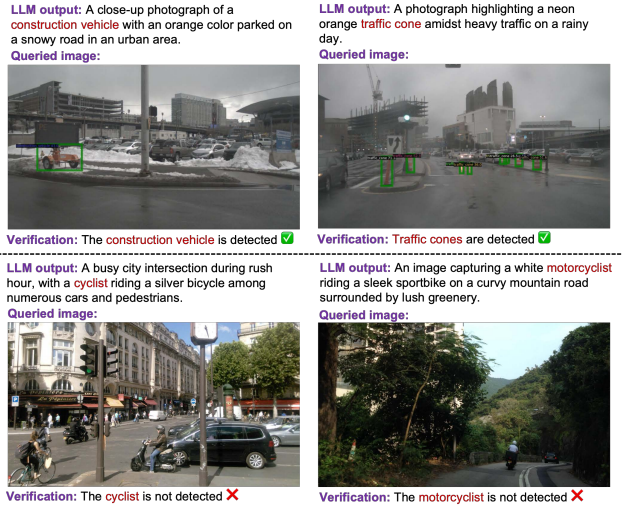 LLM output: A close-up photograph of a
construction vehicle with an orange color parked on
a snowy road in an urban area.
Queried image:
Verification: The construction vehicle is detected ✅
LLM output: A photograph highlighting a neon
orange traffic cone amidst heavy traffic on a rainy
day.
Queried image:
Verification: Traffic cones are detected ✅
LLM output: A busy city intersection during rush
hour, with a cyclist riding a silver bicycle among
numerous cars and pedestrians.
Queried image:
Verification: The cyclist is not detected ❌
LLM output: An image capturing a white motorcyclist
riding a sleek sportbike on a curvy mountain road
surrounded by lush greenery.
Queried image:
Verification: The motorcyclist is not detected ❌